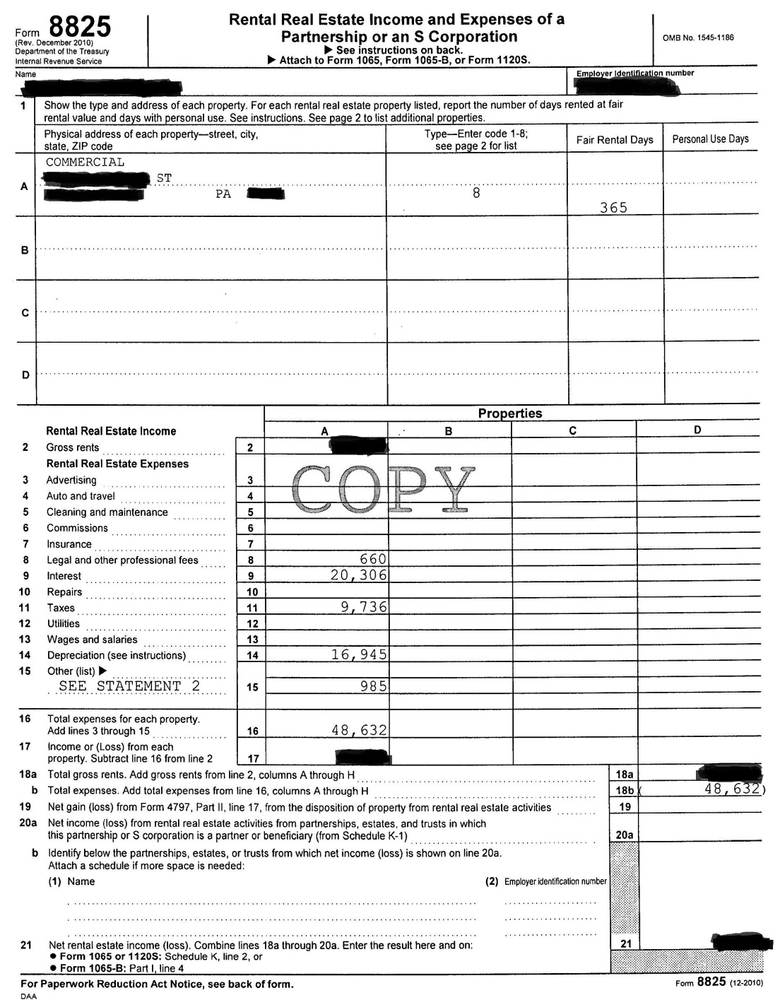 Form 8825
(Rev. December 2010)
Department of the Treasury
Internal Revenue Service
Rental Real Estate Income and Expenses of a
Partnership or an S Corporation
▶ See instructions on back.
▶ Attach to Form 1065, Form 1065-B, or Form 1120S.
OMB No. 1545-1186
Name
Employer Identification number
1 Show the type and address of each property. For each rental real estate property listed, report the number of days rented at fair
rental value and days with personal use. See instructions. See page 2 to list additional properties.
Physical address of each property—street, city,
state, ZIP code
Type—Enter code 1-8;
see page 2 for list
Fair Rental Days
Personal Use Days
COMMERCIAL
ST
A
PA
8
365
B
C
D
Properties
Rental Real Estate Income A B C D
2 Gross rents 2
Rental Real Estate Expenses
COPY
3 Advertising 3
4 Auto and travel 4
5 Cleaning and maintenance 5
6 Commissions 6
7 Insurance 7
8 Legal and other professional fees 8 660
9 Interest 9 20,306
10 Repairs 10
11 Taxes 11 9,736
12 Utilities 12
13 Wages and salaries 13
14 Depreciation (see instructions) 14 16,945
15 Other (list) ▶
SEE STATEMENT 2 15 985
16 Total expenses for each property.
Add lines 3 through 15 16 48,632
17 Income or (Loss) from each
property. Subtract line 16 from line 2 17
18a Total gross rents. Add gross rents from line 2, columns A through H 18a
b Total expenses. Add total expenses from line 16, columns A through H 18b ( 48,632)
19 Net gain (loss) from Form 4797, Part II, line 17, from the disposition of property from rental real estate activities 19
20a Net income (loss) from rental real estate activities from partnerships, estates, and trusts in which
this partnership or S corporation is a partner or beneficiary (from Schedule K-1) 20a
b Identify below the partnerships, estates, or trusts from which net income (loss) is shown on line 20a.
Attach a schedule if more space is needed:
(1) Name (2) Employer identification number
21 Net rental estate income (loss). Combine lines 18a through 20a. Enter the result here and on: 21
● Form 1065 or 1120S: Schedule K, line 2, or
● Form 1065-B: Part I, line 4
For Paperwork Reduction Act Notice, see back of form.
Form 8825 (12-2010)
DAA